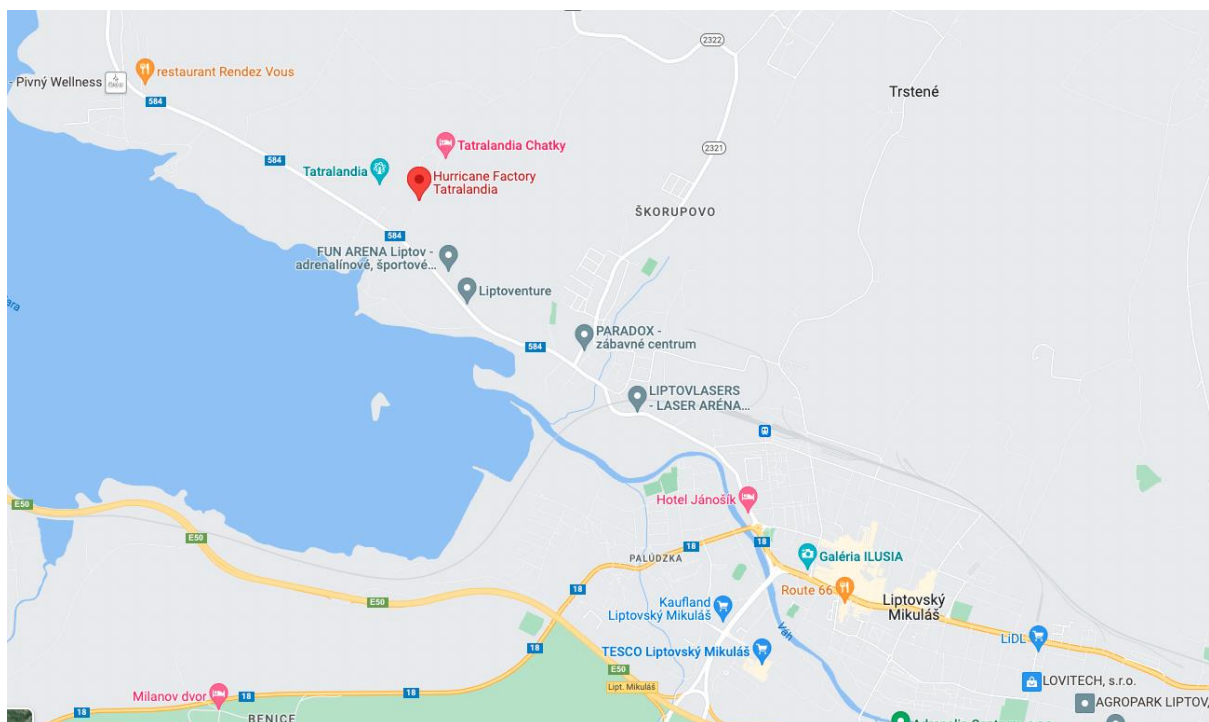 2322
restaurant Rendez Vous
- Pivný Wellness
584
Trstené
Tatralandia Chatky
2321
584
Tatralandia
Hurricane Factory
Tatralandia
ŠKORUPOVO
584
FUN ARENA Liptov -
adrenalínové, športové...
Liptoventure
PARADOX -
zábavné centrum
584
LIPTOVLASERS
- LASER ARÉNA...
Hotel Jánošík
E50
E50
18
18
PALÚDZKA
Galéria ILUSIA
18
Route 66
E50
Kaufland
Liptovský Mikuláš
Liptovský
Mikuláš
Váh
LiDL
18
TESCO Liptovský Mikuláš
E50
Lipt. Mikuláš
LOVITECH, s.r.o.
Milanov dvor
18
18
AGROPARK LIPTOV,
BENICE